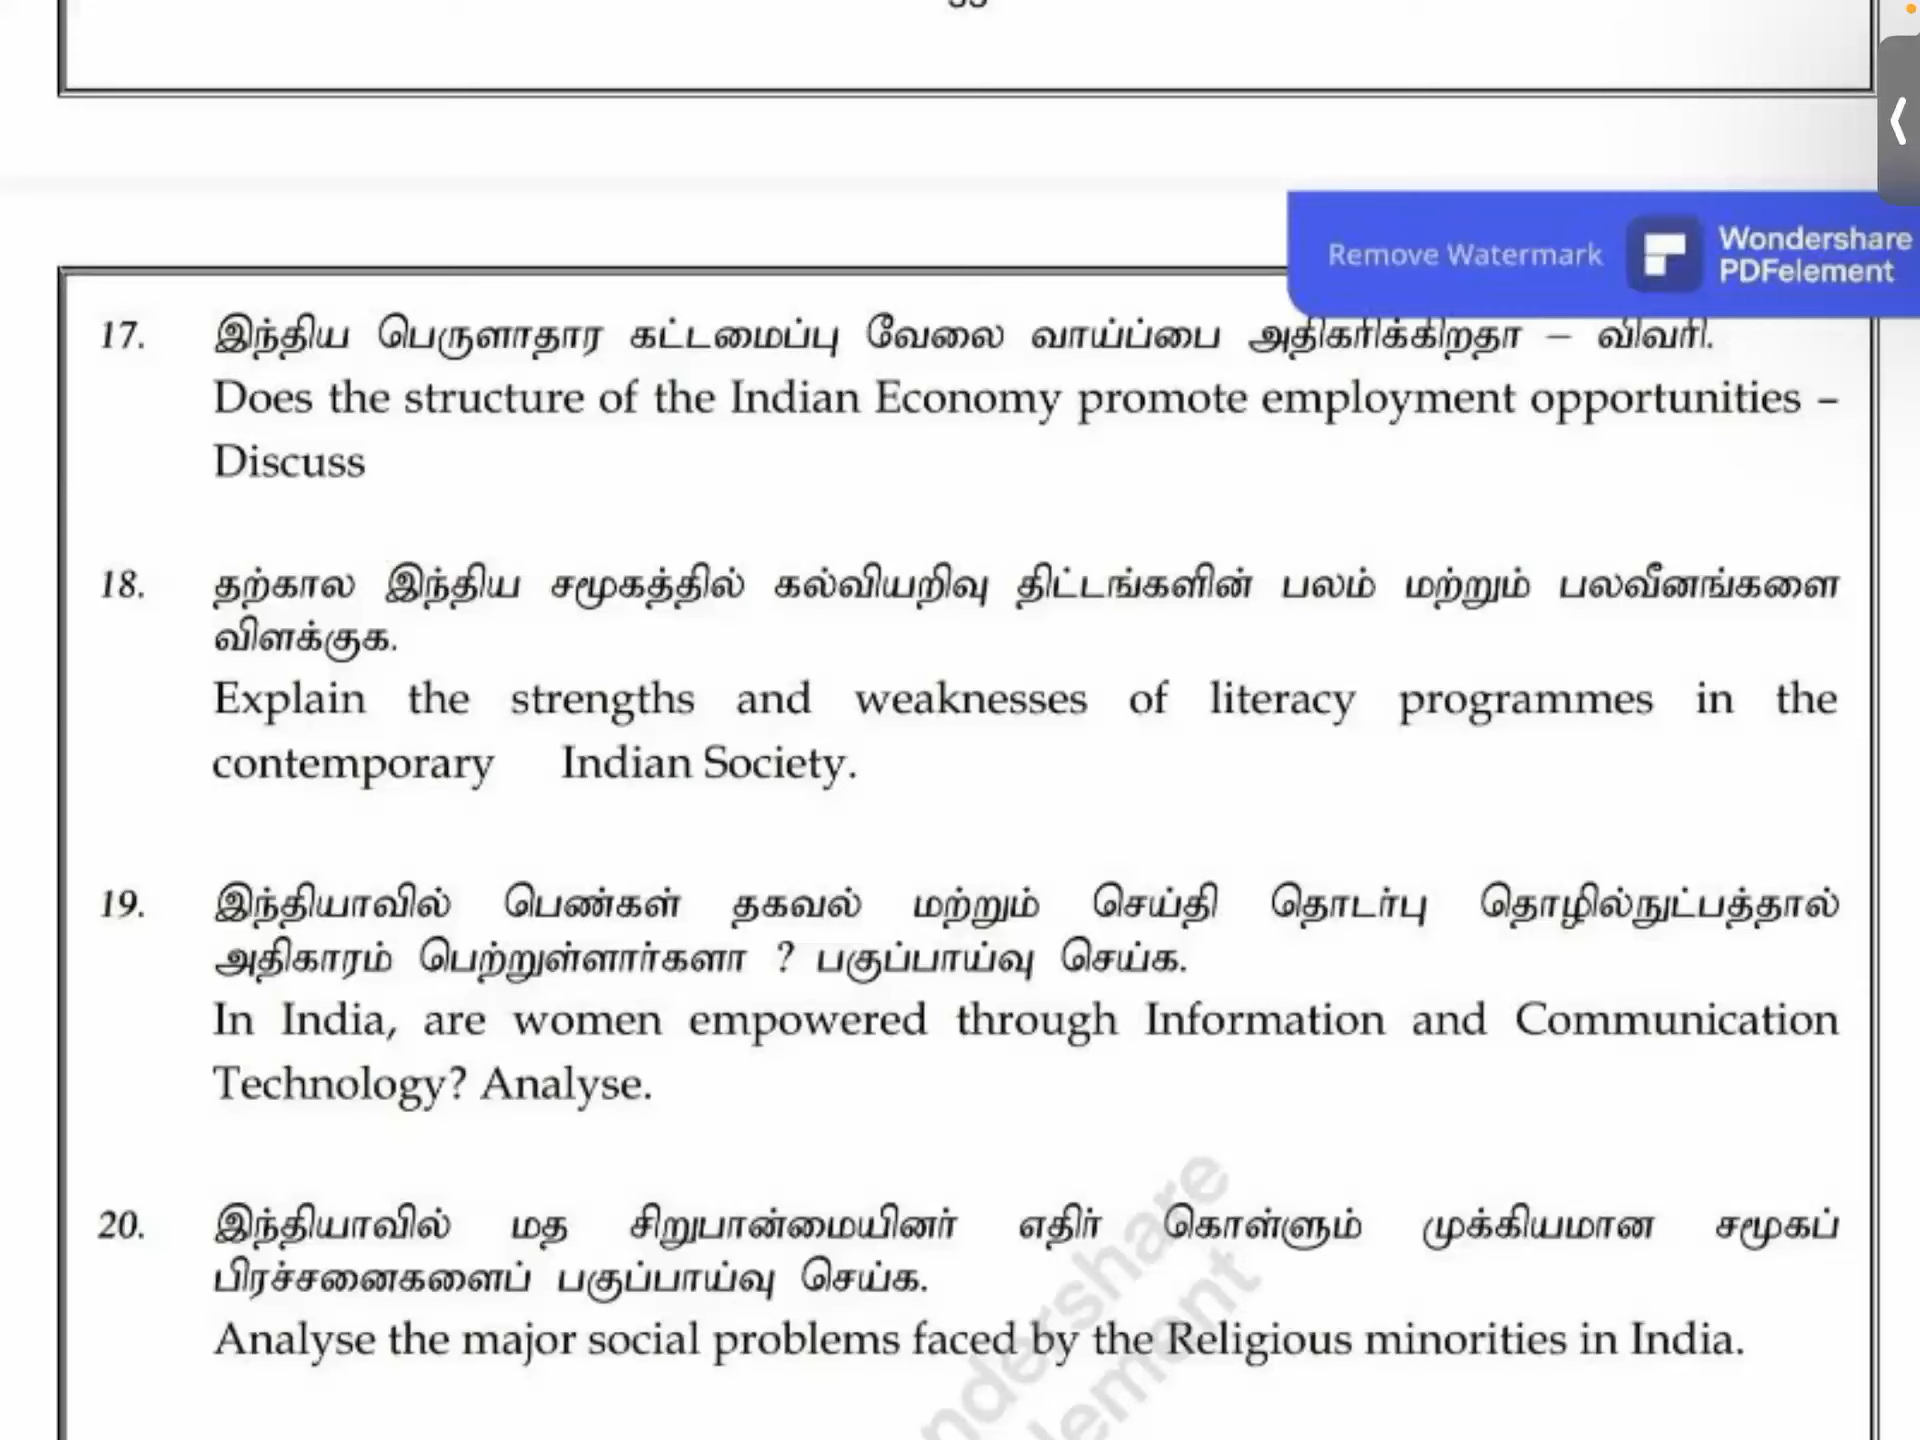 Remove Watermark
Wondershare
PDFelement
17. இந்திய பெருளாதார கட்டமைப்பு வேலை வாய்ப்பை அதிகரிக்கிறதா – விவரி.
Does the structure of the Indian Economy promote employment opportunities –
Discuss
18. தற்கால இந்திய சமூகத்தில் கல்வியறிவு திட்டங்களின் பலம் மற்றும் பலவீனங்களை
விளக்குக.
Explain the strengths and weaknesses of literacy programmes in the
contemporary Indian Society.
19. இந்தியாவில் பெண்கள் தகவல் மற்றும் செய்தி தொடர்பு தொழில்நுட்பத்தால்
அதிகாரம் பெற்றுள்ளார்களா ? பகுப்பாய்வு செய்க.
In India, are women empowered through Information and Communication
Technology? Analyse.
20. இந்தியாவில் மத சிறுபான்மையினர் எதிர் கொள்ளும் முக்கியமான சமூகப்
பிரச்சனைகளைப் பகுப்பாய்வு செய்க.
Analyse the major social problems faced by the Religious minorities in India.